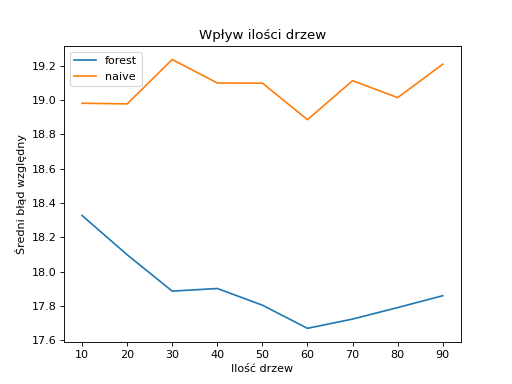 Wpływ ilości drzew
forest
naive
Średni błąd względny
19.2
19.0
18.8
18.6
18.4
18.2
18.0
17.8
17.6
10 20 30 40 50 60 70 80 90
Ilość drzew